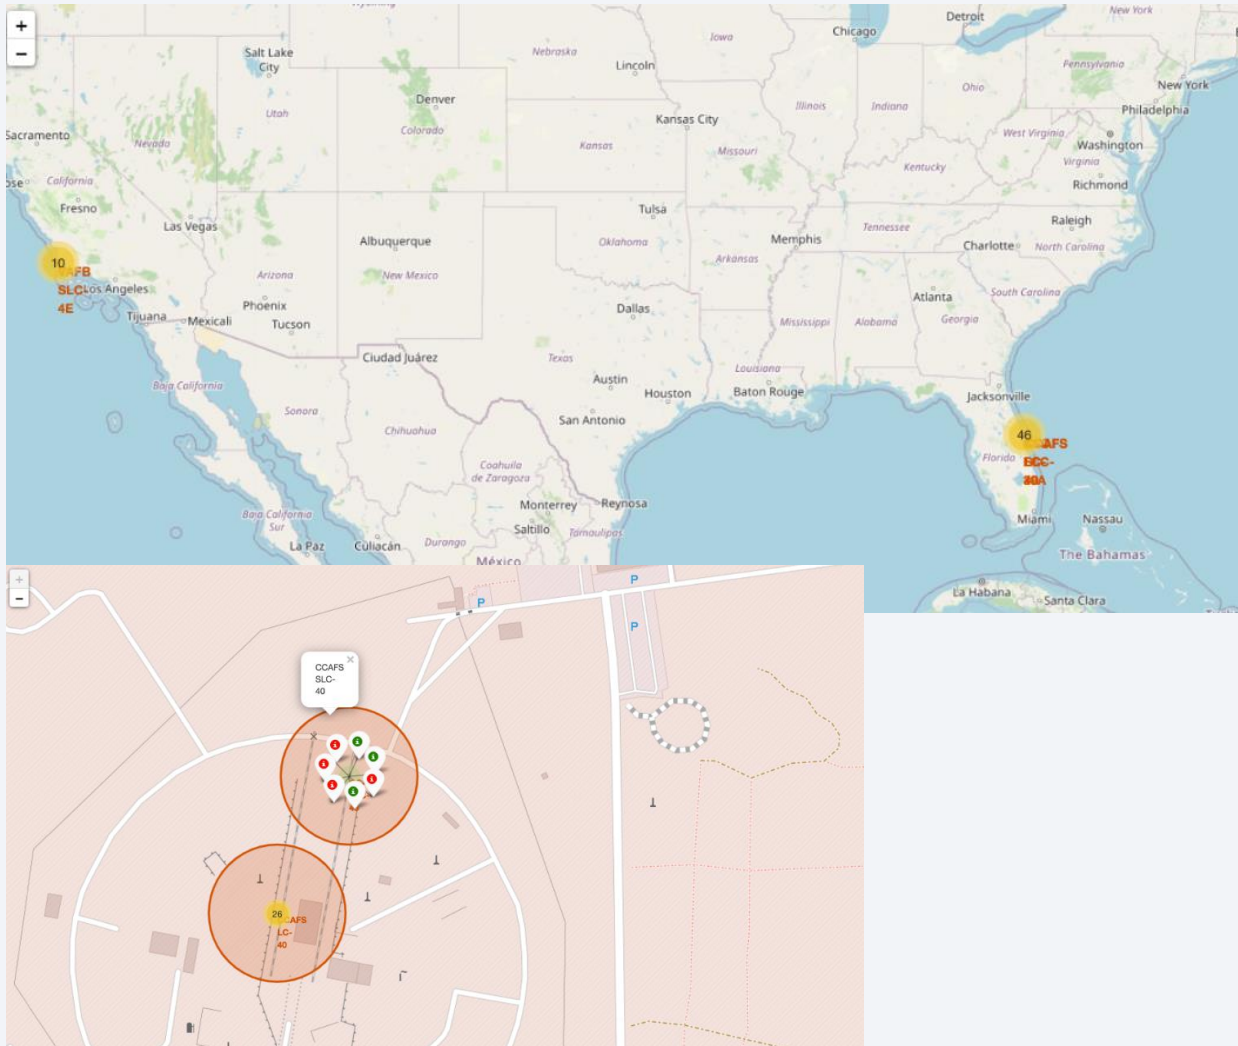 Wyoming
Detroit
New York
+
Chicago
−
Iowa
Salt Lake
City
Nebraska
Lincoln
Pennsylvania
New York
Denver
Ohio
Illinois
Indiana
Philadelphia
Utah
Kansas City
Sacramento
Colorado
West Virginia
Nevada
Kansas
Missouri
Washington
Virginia
Kentucky
California
Richmond
Fresno
Tulsa
Las Vegas
Raleigh
Tennessee
Albuquerque
Oklahoma
Memphis
Charlotte
North Carolina
10
Arkansas
Arizona
New Mexico
SLC-
4E
Los Angeles
South Carolina
Atlanta
Phoenix
Dallas
Tijuana
Mexicali
Tucson
Mississippi
Alabama
Georgia
Ciudad Juárez
Texas
Louisiana
Baja California
Austin
Houston
Baton Rouge
Jacksonville
Sonora
San Antonio
Chihuahua
46
Florida
Coahuila
de Zaragoza
Monterrey
Reynosa
Baja California
Sur
Saltillo
Tamaulipas
Miami
Nassau
La Paz
Culiacán
Durango
México
The Bahamas
La Habana
Santa Clara
+
−
P
P
P
CCAFS
SLC-
40
×
26
LC-
40